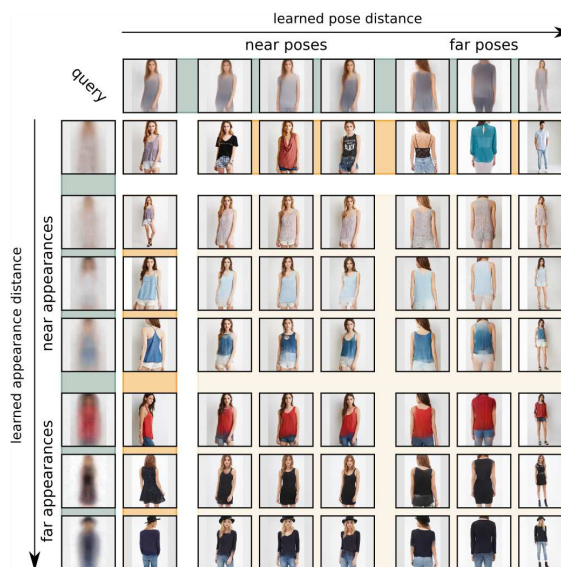 learned pose distance
near poses far poses
query
learned appearance distance
near appearances
far appearances